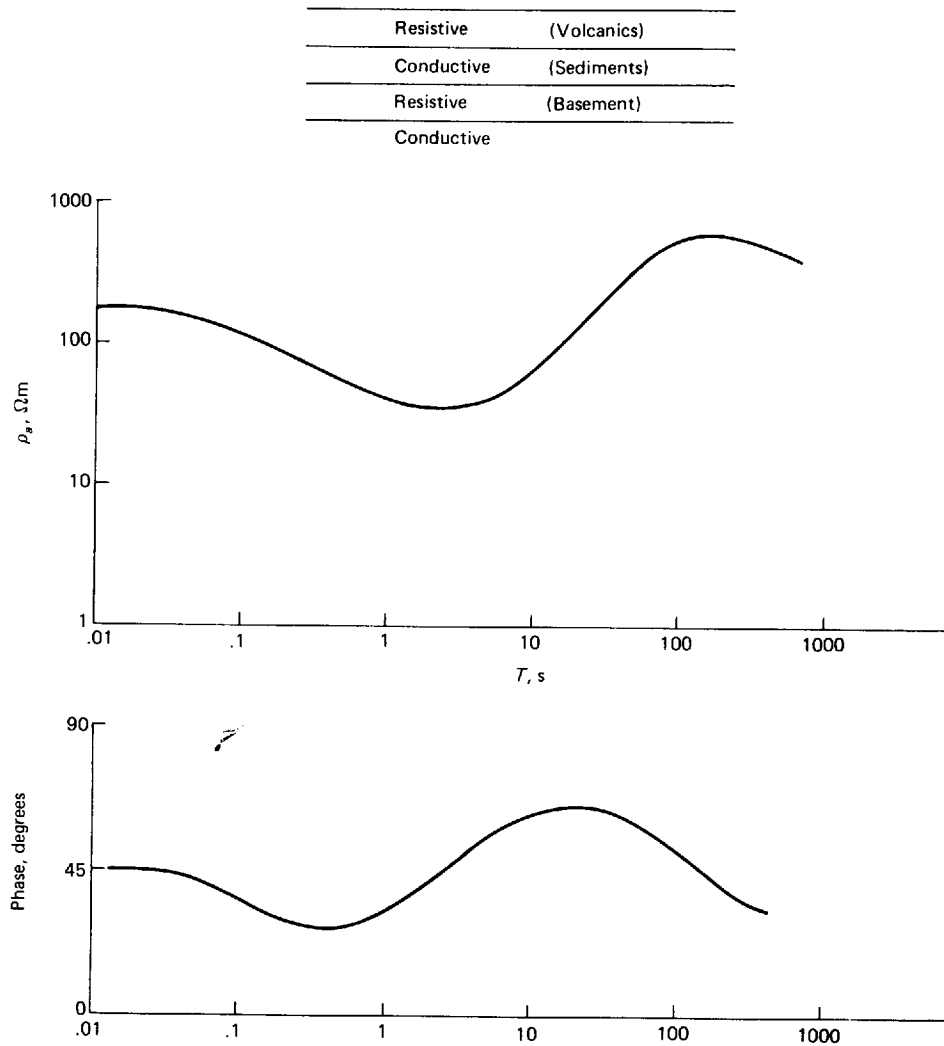 Resistive (Volcanics)
Conductive (Sediments)
Resistive (Basement)
Conductive
1000
100
10
1
ρₐ, Ωm
.01 .1 1 10 100 1000
T, s
90
45
0
Phase, degrees
.01 .1 1 10 100 1000